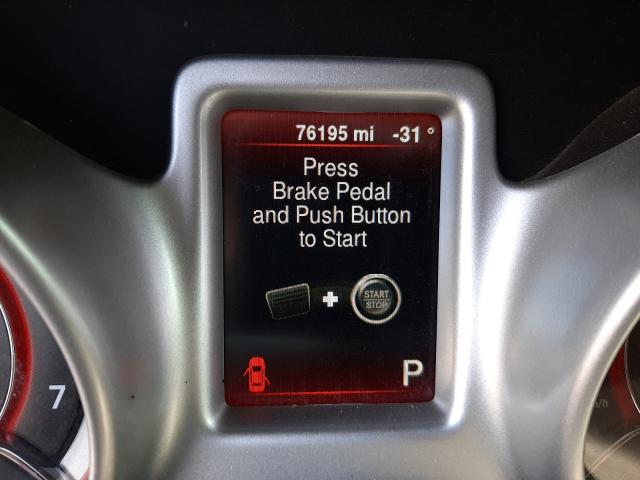 76195 mi -31°
Press
Brake Pedal
and Push Button
to Start
START
STOP
P
7